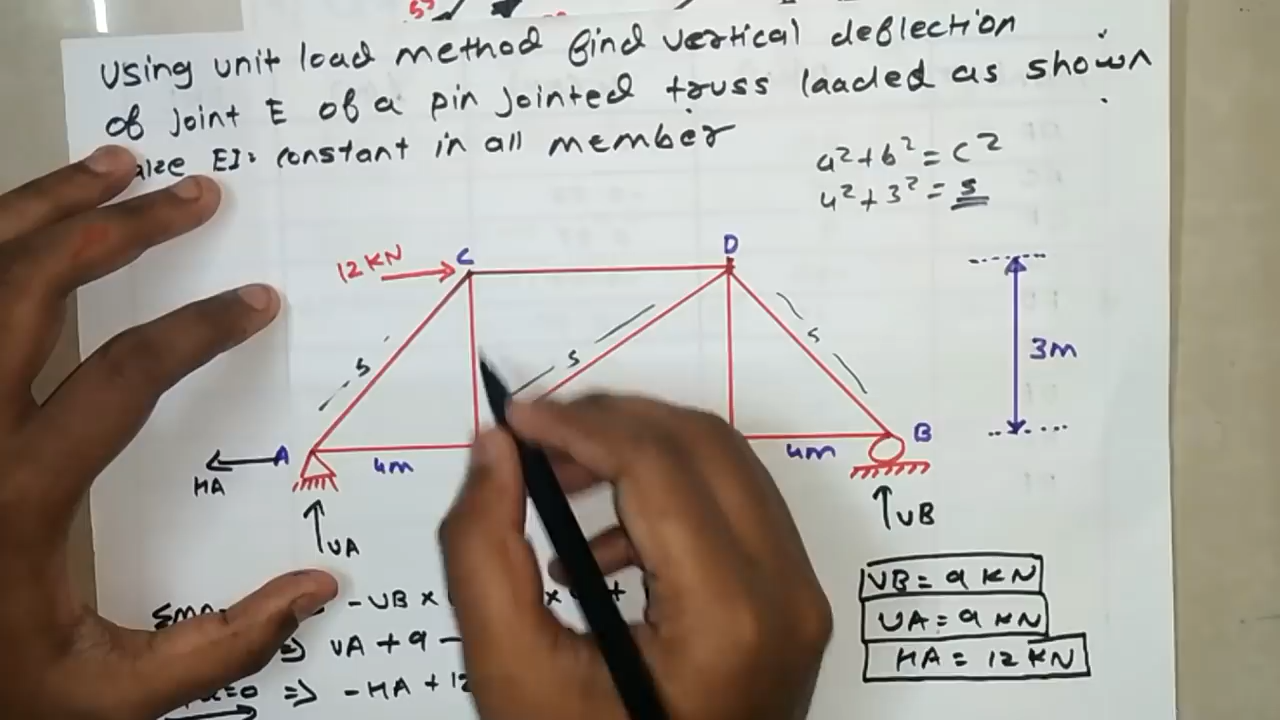 using unit load method find vertical deflection
of joint E of a pin jointed truss loaded as shown
EI = constant in all member
a²+b² = c²
4²+3² = 5
12 KN
C
D
5
5
5
3m
A
4m
4m
B
HA
VA
VB
VB = 9 KN
VA = 9 KN
HA = 12 KN
- VB ×
⇒ VA + 9 -
=0 ⇒ - HA + 12